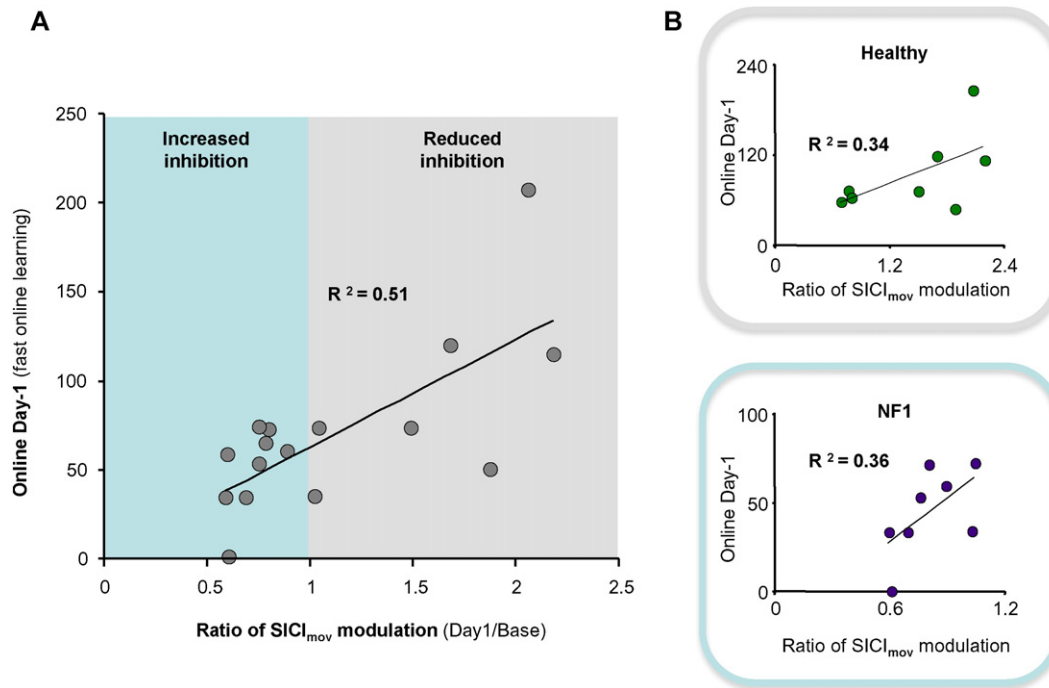 A
250
200
150
100
50
0
Online Day-1 (fast online learning)
Increased
inhibition
Reduced
inhibition
R ² = 0.51
0
0.5
1
1.5
2
2.5
Ratio of SICImov modulation (Day1/Base)
B
Healthy
240
120
0
Online Day-1
R ² = 0.34
0
1.2
2.4
Ratio of SICImov modulation
NF1
100
50
0
Online Day-1
R ² = 0.36
0
0.6
1.2
Ratio of SICImov modulation